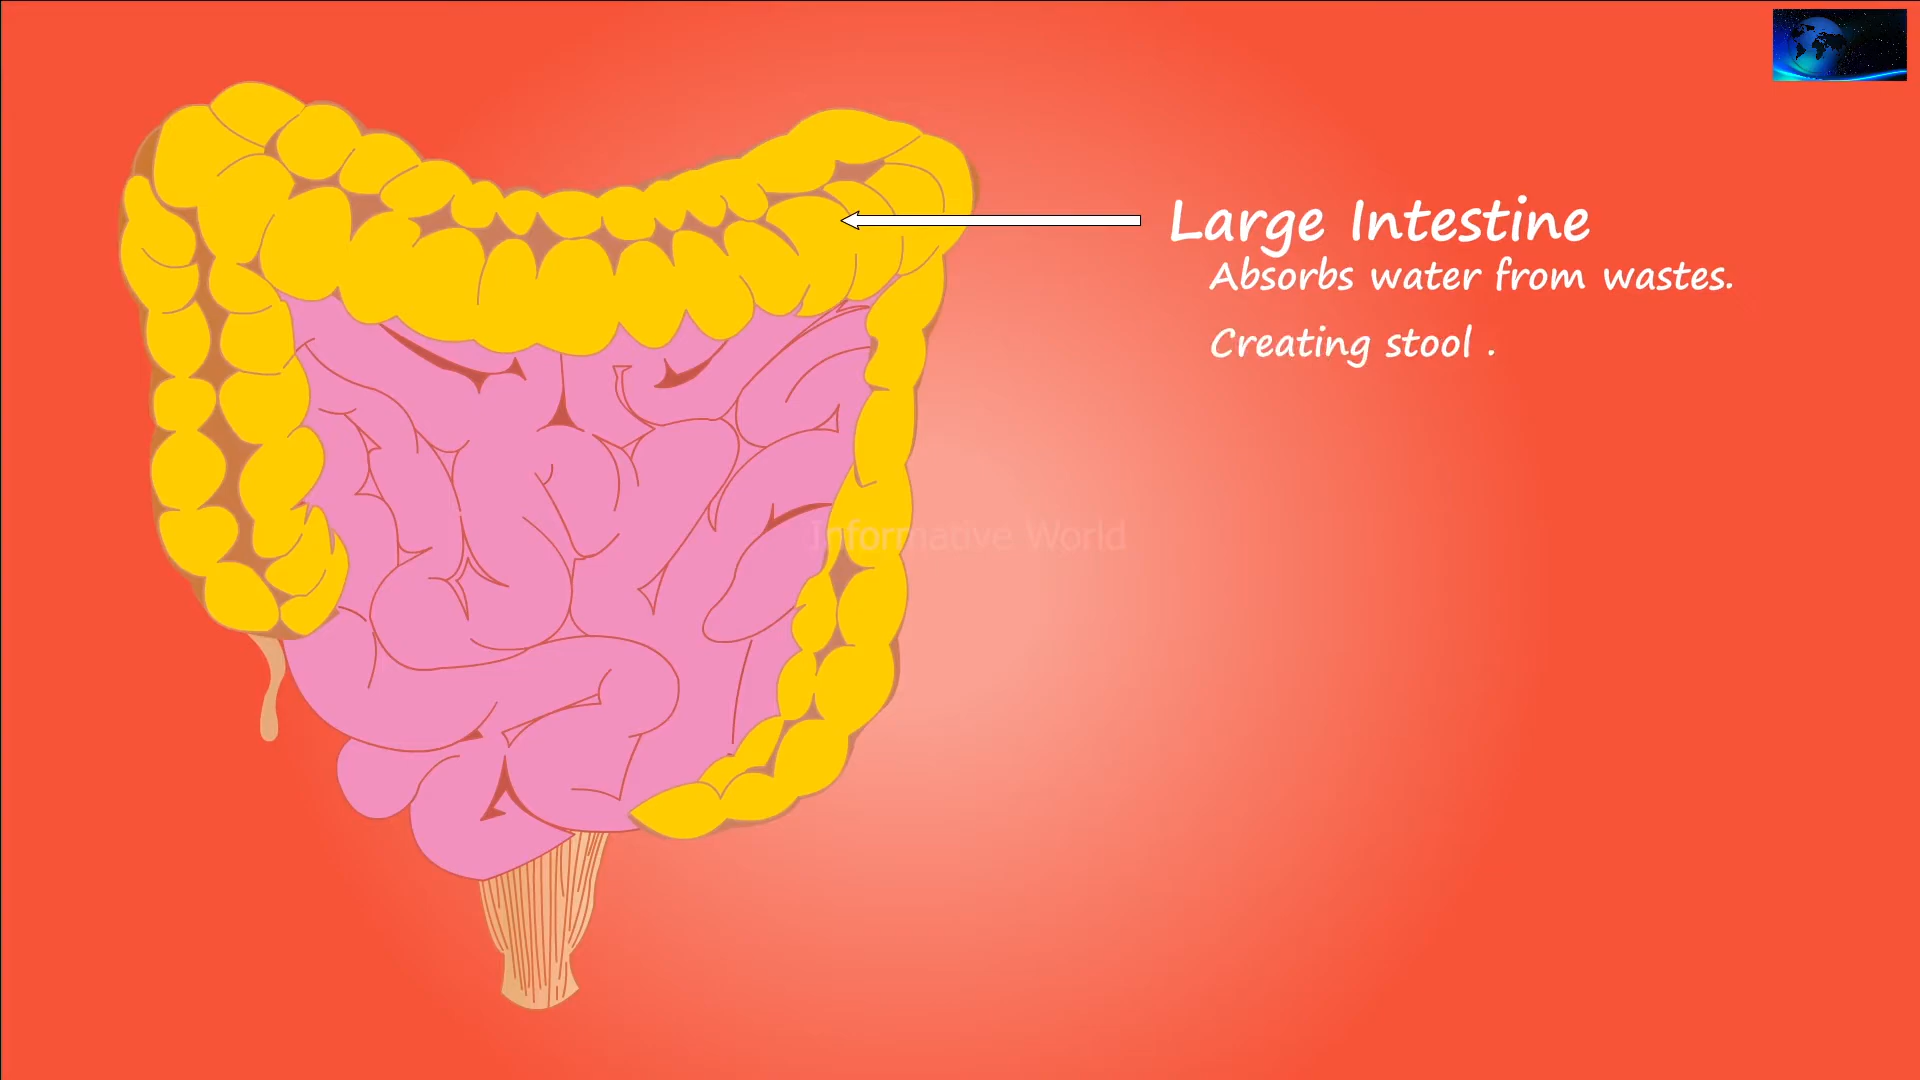 Large Intestine
Absorbs water from wastes.
Creating stool .
Informative World